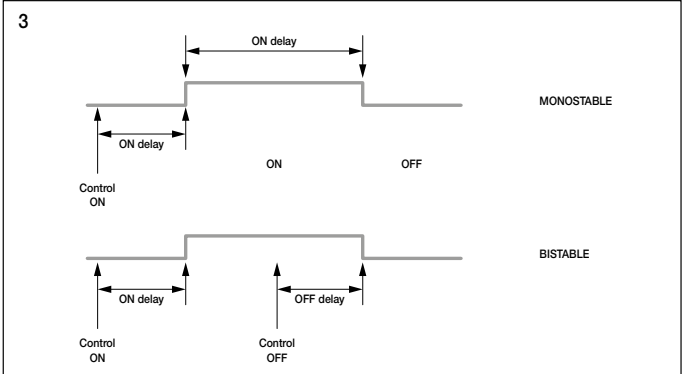 3
ON delay
MONOSTABLE
ON delay
ON
OFF
Control
ON
BISTABLE
ON delay
OFF delay
Control
ON
Control
OFF